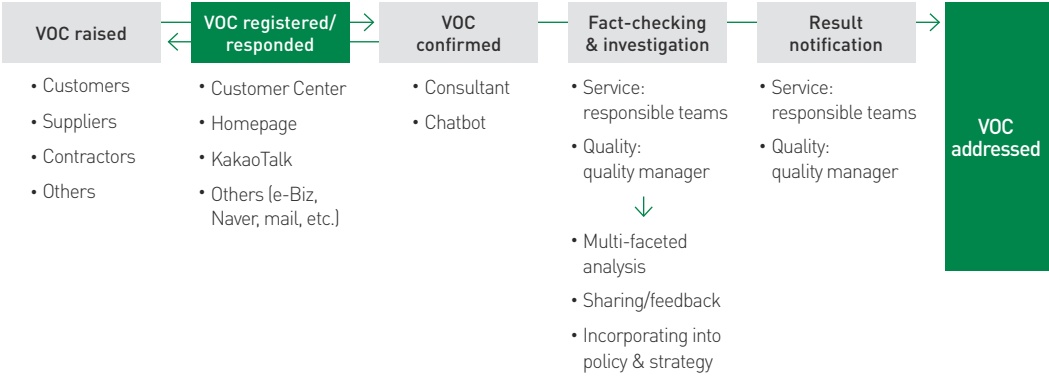 VOC raised
• Customers
• Suppliers
• Contractors
• Others
VOC registered/
responded
• Customer Center
• Homepage
• KakaoTalk
• Others (e-Biz,
Naver, mail, etc.)
VOC
confirmed
• Consultant
• Chatbot
Fact-checking
& investigation
• Service:
responsible teams
• Quality:
quality manager
• Multi-faceted
analysis
• Sharing/feedback
• Incorporating into
policy & strategy
Result
notification
• Service:
responsible teams
• Quality:
quality manager
VOC
addressed